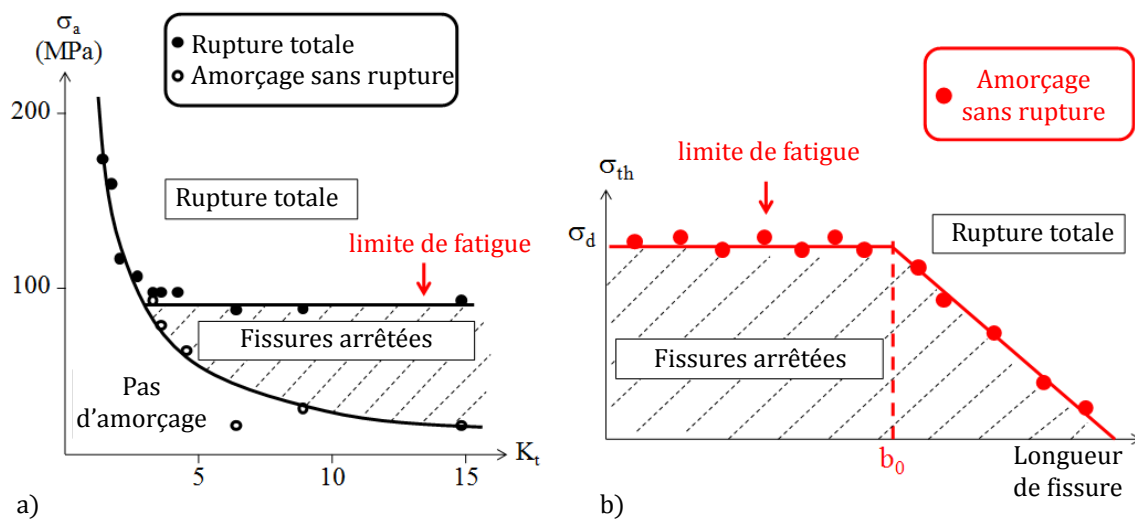 σa
(MPa)
Rupture totale
Amorçage sans rupture
200
Rupture totale
limite de fatigue
100
Fissures arrêtées
Pas
d’amorçage
5
10
15
Kt
a)
Amorçage
sans rupture
limite de fatigue
σth
σd
Rupture totale
Fissures arrêtées
b0
Longueur
de fissure
b)